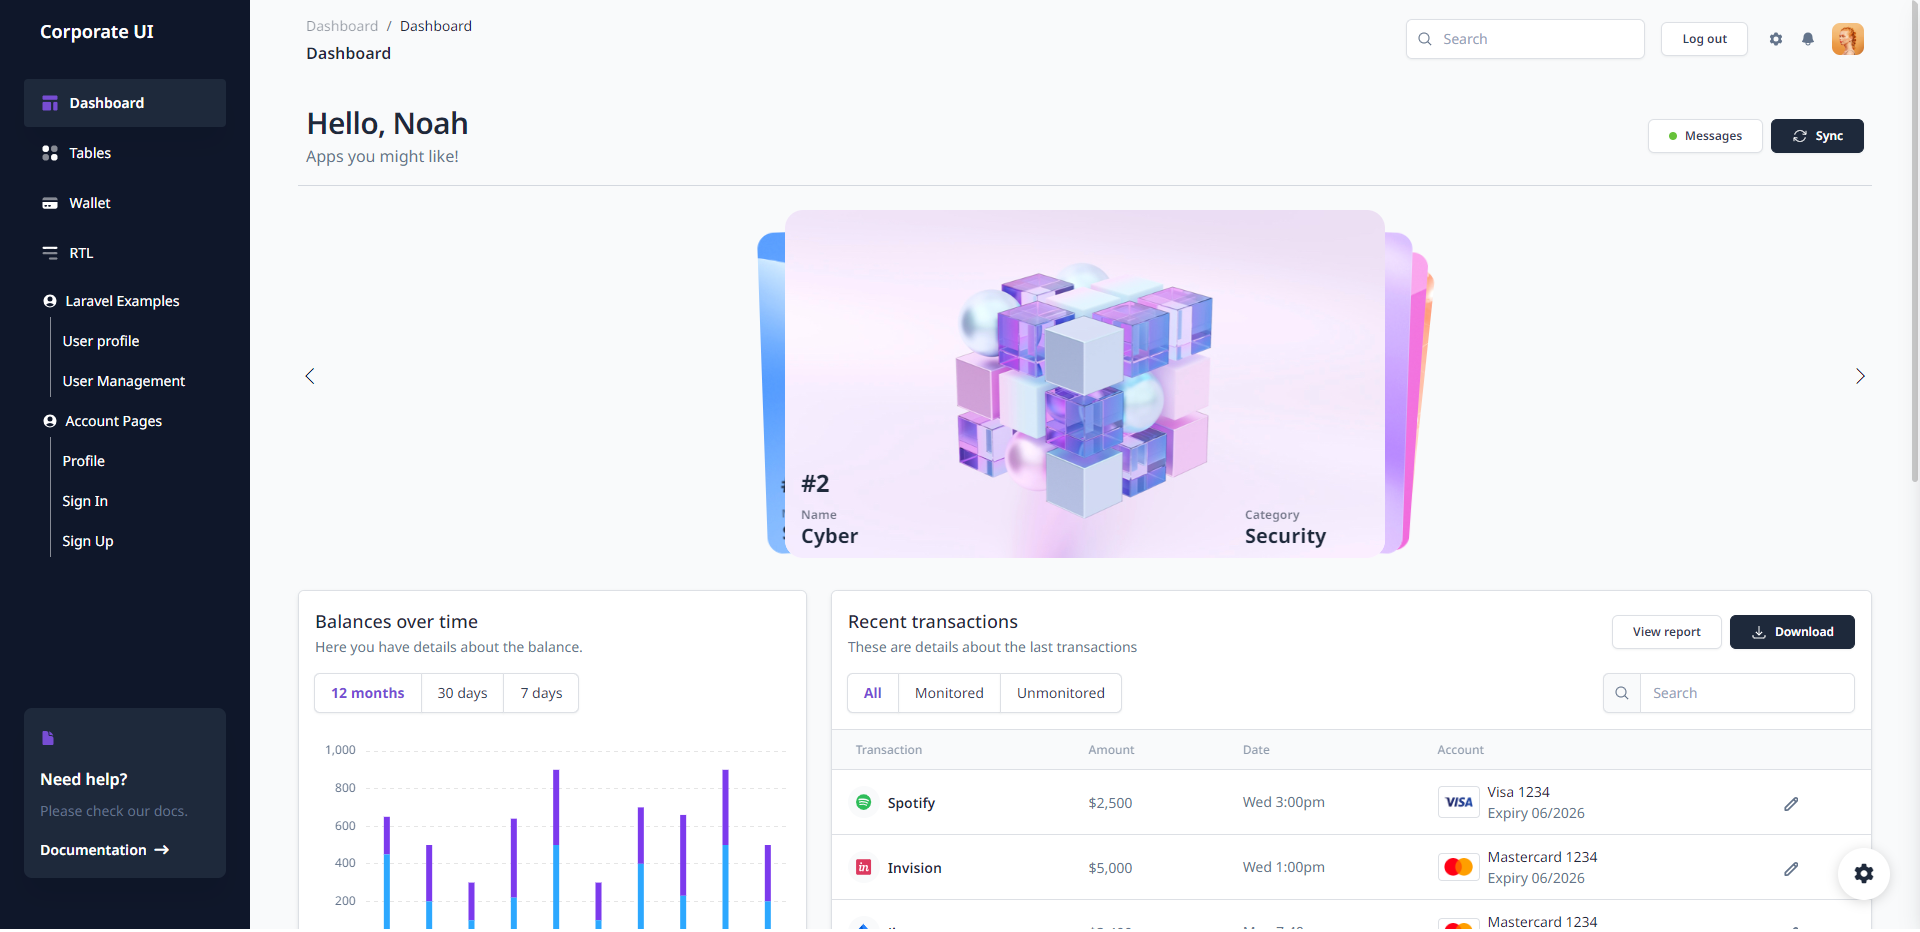 Corporate UI
Dashboard
Tables
Wallet
RTL
Laravel Examples
User profile
User Management
Account Pages
Profile
Sign In
Sign Up
Need help?
Please check our docs.
Documentation
Dashboard / Dashboard
Dashboard
Search
Log out
Hello, Noah
Apps you might like!
Messages
Sync
#2
Name
Cyber
Category
Security
Balances over time
Here you have details about the balance.
12 months 30 days 7 days
1,000
800
600
400
200
Recent transactions
These are details about the last transactions
View report
Download
All Monitored Unmonitored
Search
Transaction Amount Date Account
Spotify $2,500 Wed 3:00pm VISA Visa 1234
Expiry 06/2026
in Invision $5,000 Wed 1:00pm Mastercard 1234
Expiry 06/2026
Mastercard 1234